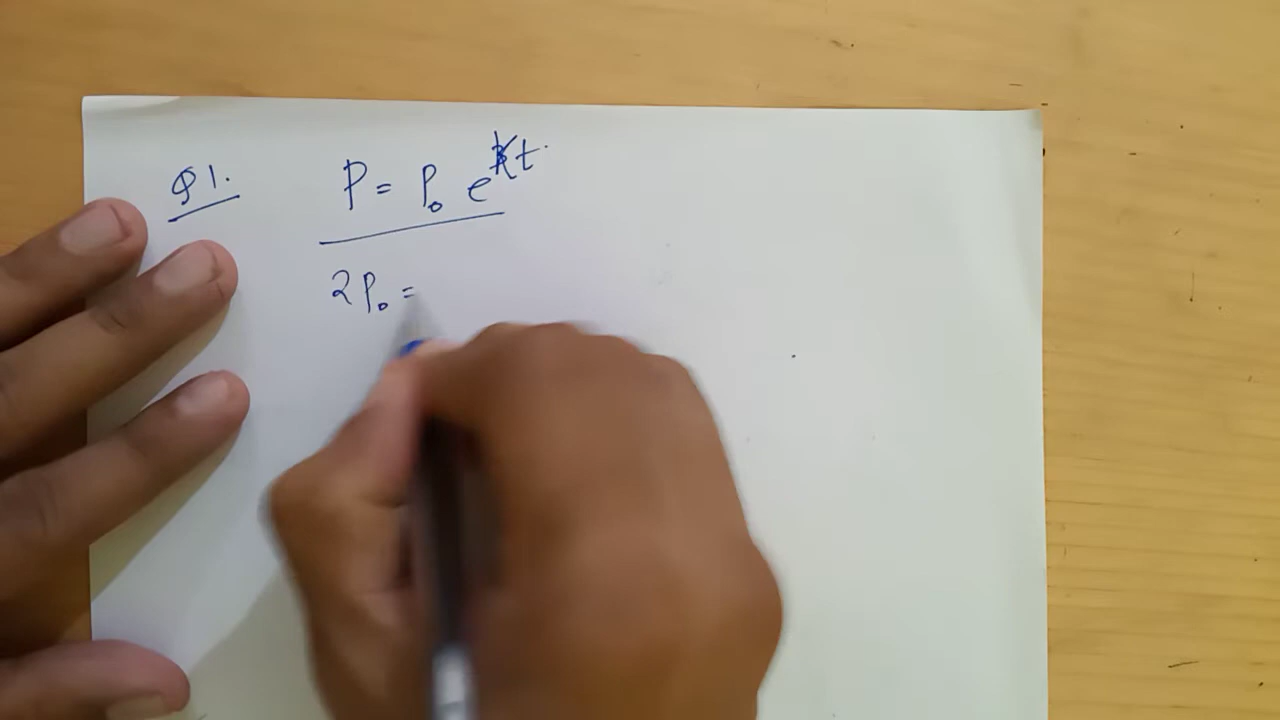 Q1. P = P₀ e^{kt}
2P₀ =